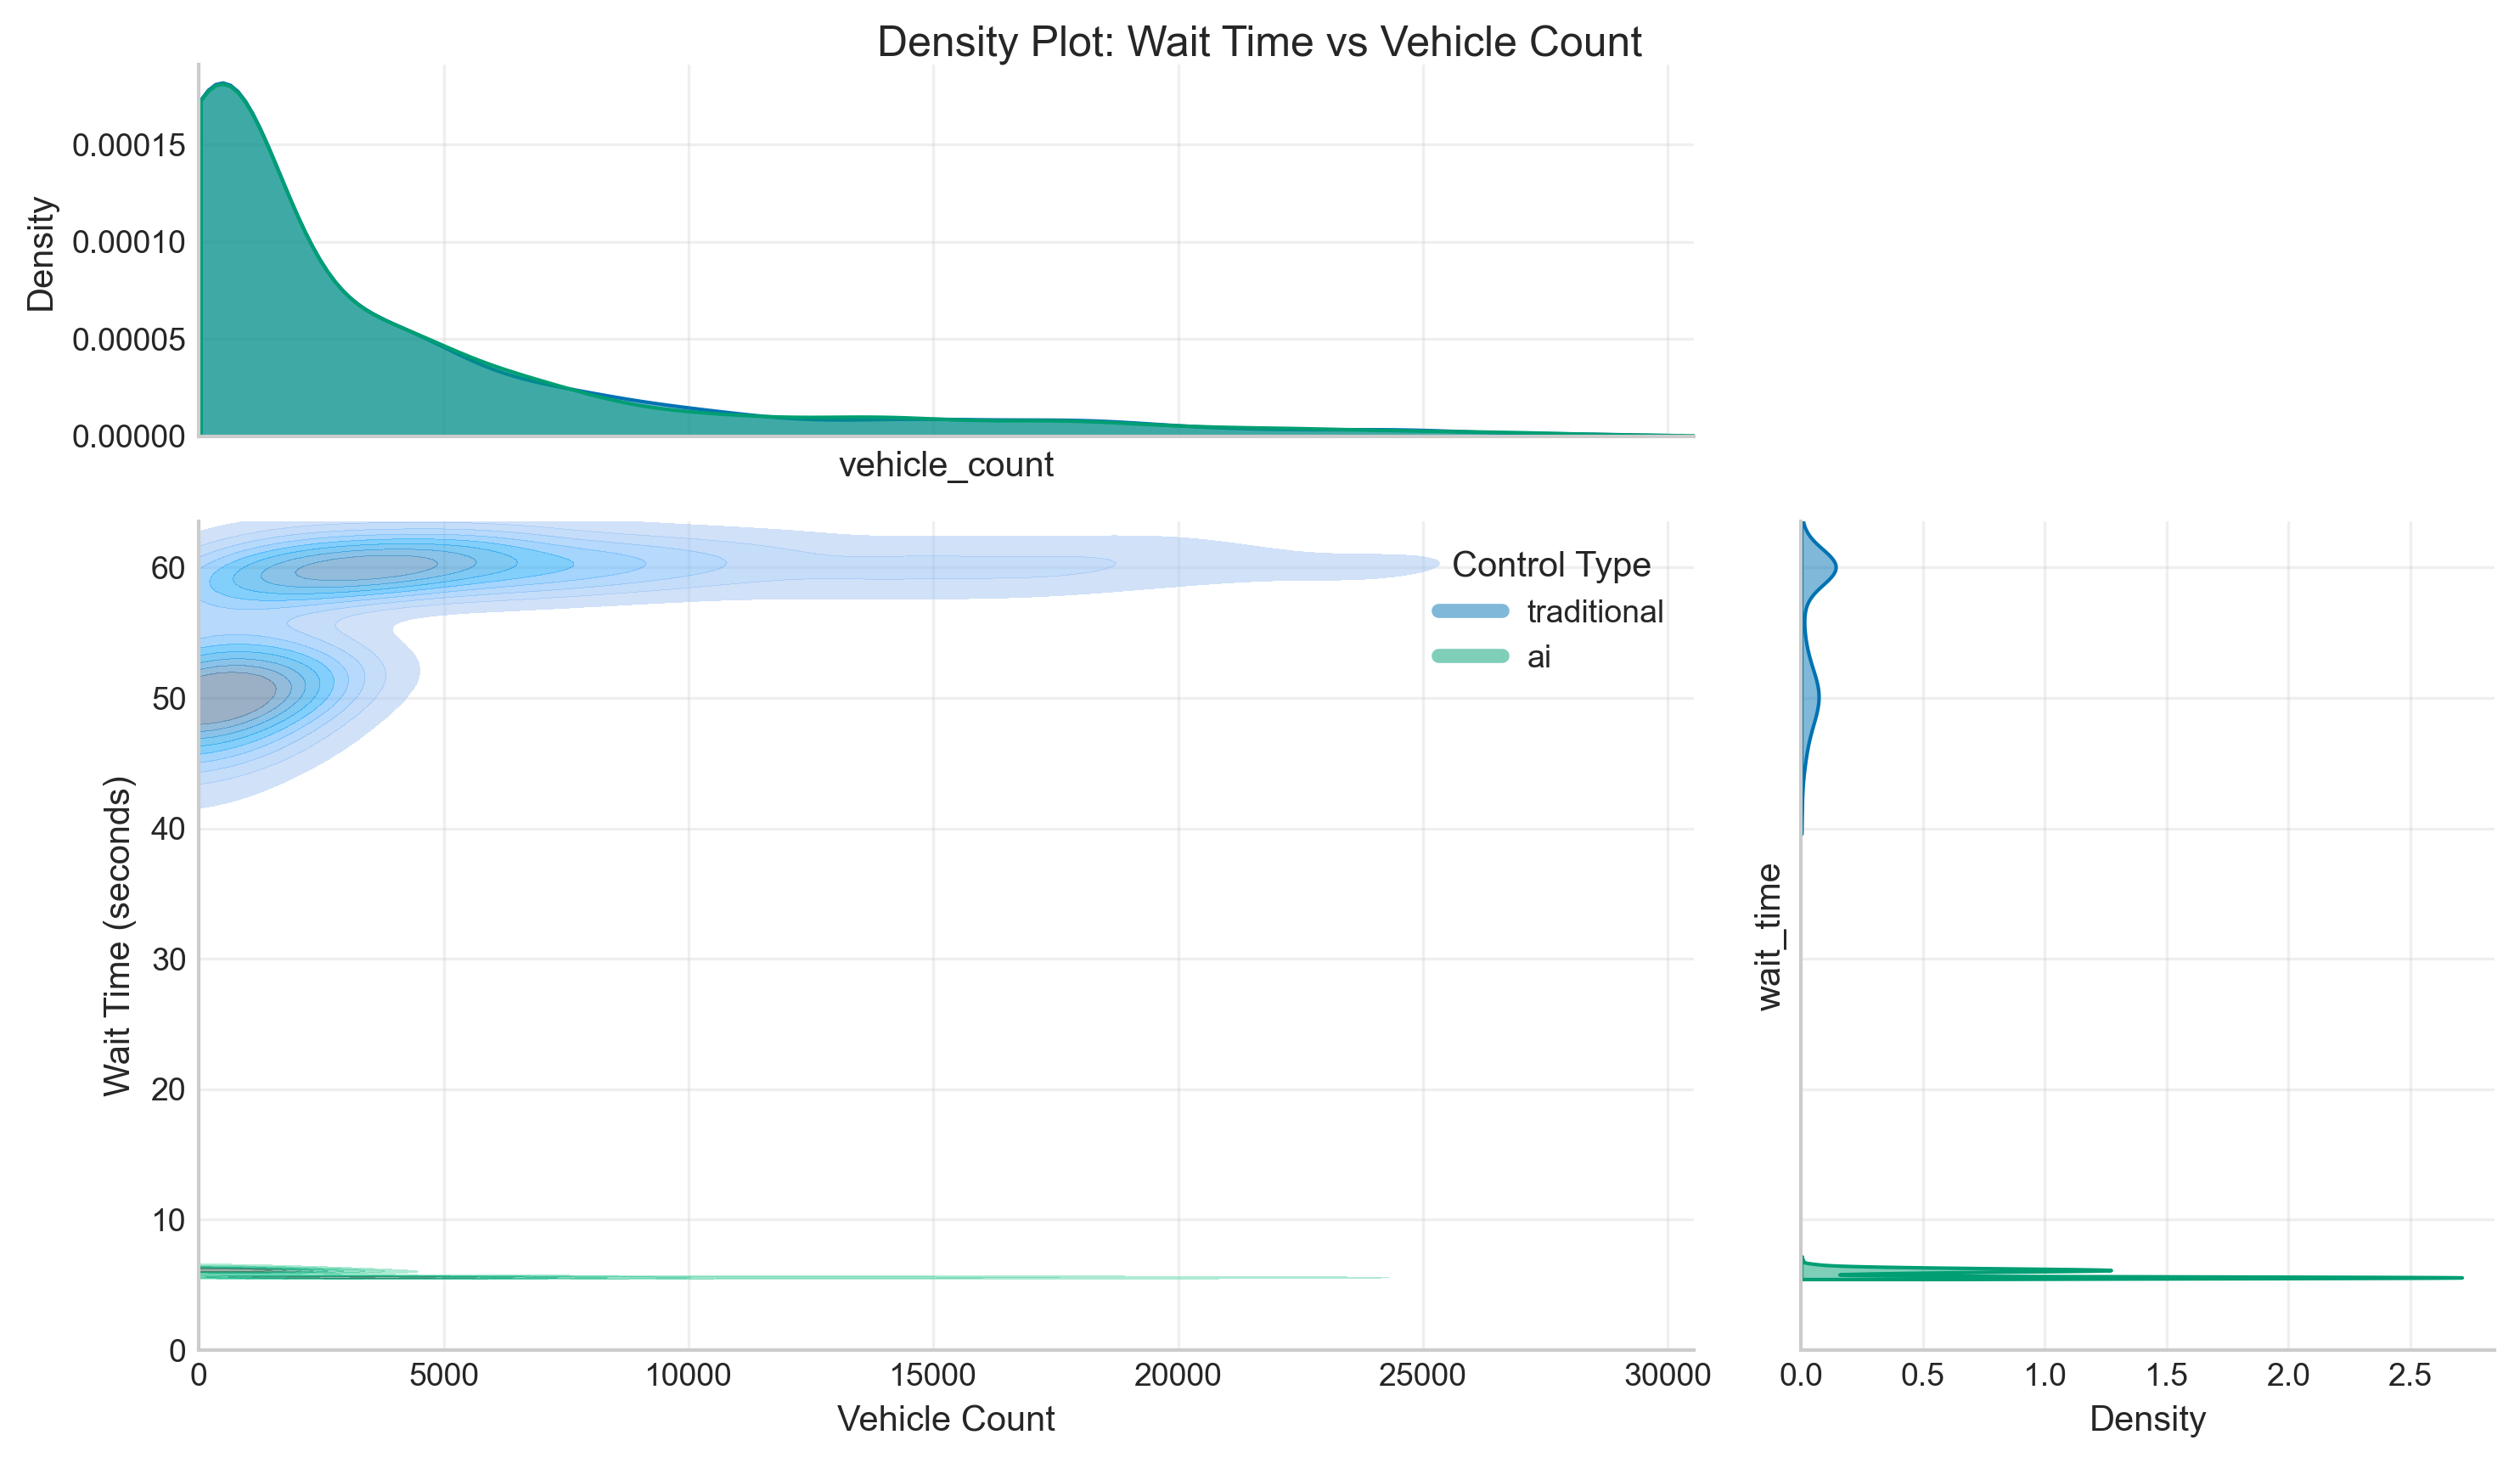 Density Plot: Wait Time vs Vehicle Count
Density
0.00015
0.00010
0.00005
0.00000
vehicle_count
Wait Time (seconds)
60
50
40
30
20
10
0
0 5000 10000 15000 20000 25000 30000
Vehicle Count
Control Type
traditional
ai
wait_time
0.0 0.5 1.0 1.5 2.0 2.5
Density